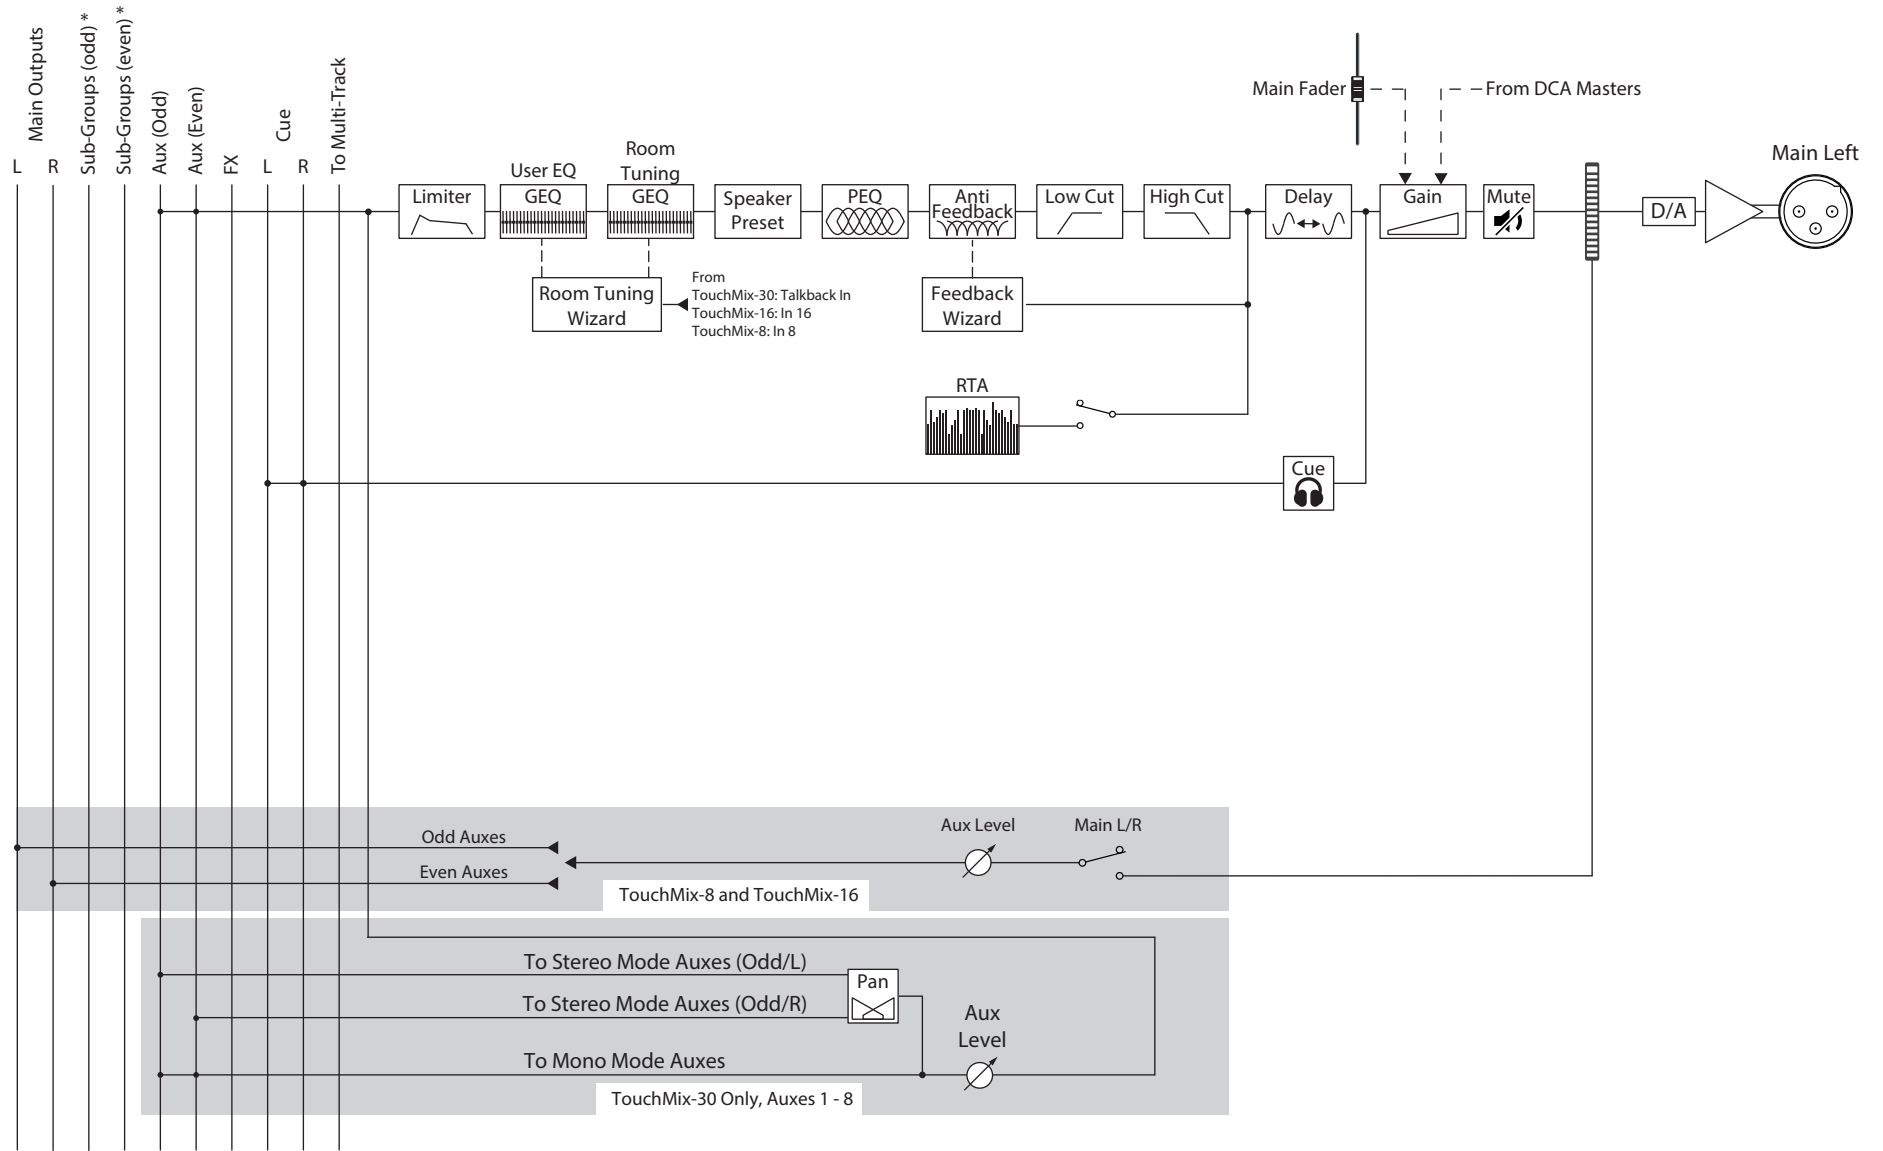 Main Outputs
L
R
Sub-Groups (odd) *
Sub-Groups (even) *
Aux (Odd)
Aux (Even)
FX
Cue
L
R
To Multi-Track
Main Fader
From DCA Masters
Main Left
User EQ
Room
Tuning
Limiter
GEQ
GEQ
Speaker
Preset
PEQ
Anti
Feedback
Low Cut
High Cut
Delay
Gain
Mute
D/A
Room Tuning
Wizard
From
TouchMix-30: Talkback In
TouchMix-16: In 16
TouchMix-8: In 8
Feedback
Wizard
RTA
Cue
Odd Auxes
Even Auxes
Aux Level
Main L/R
TouchMix-8 and TouchMix-16
To Stereo Mode Auxes (Odd/L)
To Stereo Mode Auxes (Odd/R)
Pan
Aux
Level
To Mono Mode Auxes
TouchMix-30 Only, Auxes 1 - 8